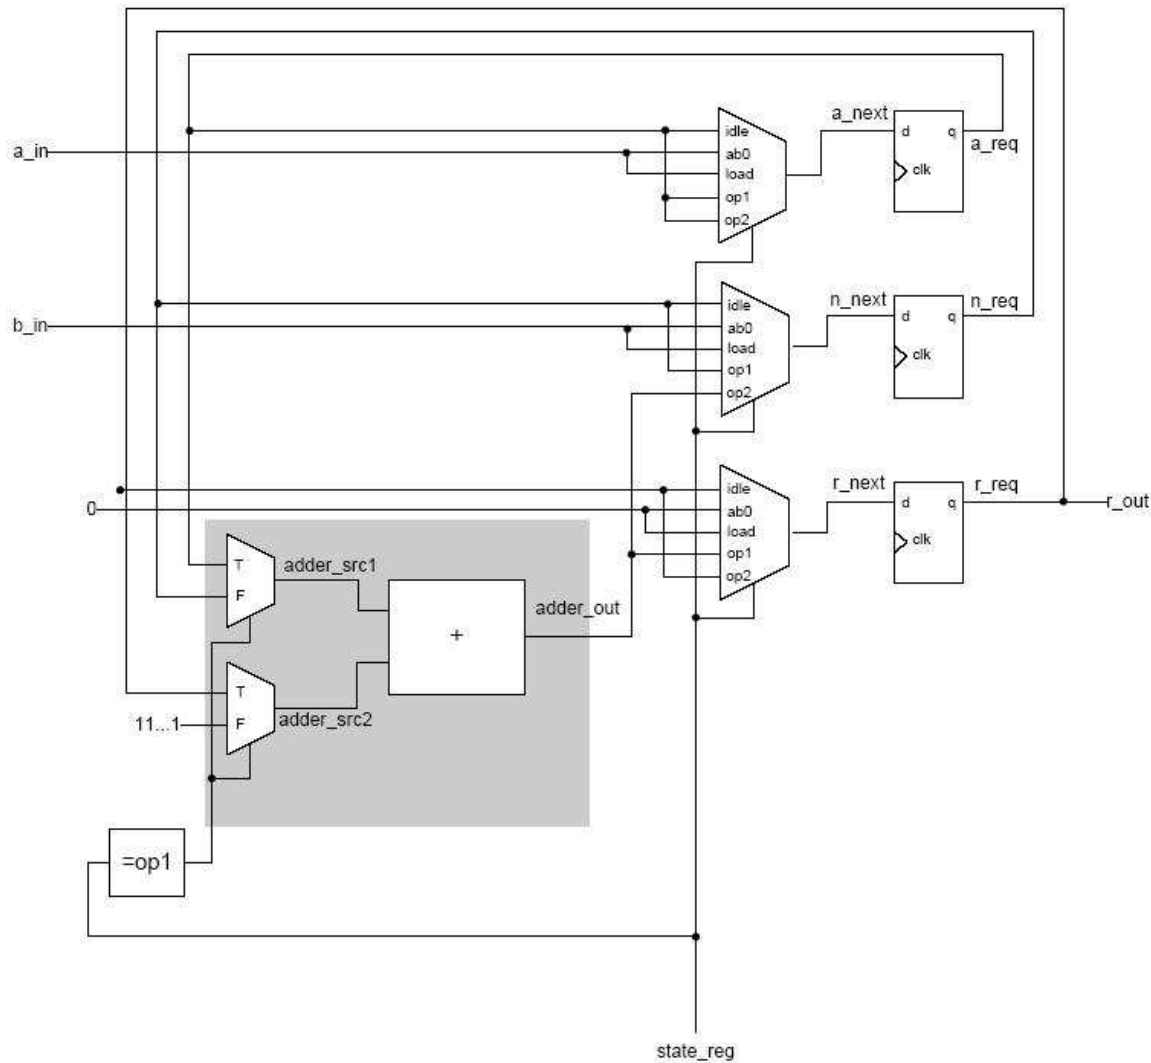 a_in
idle
ab0
load
op1
op2
a_next
d
q
clk
a_req
b_in
idle
ab0
load
op1
op2
n_next
d
q
clk
n_req
0
idle
ab0
load
op1
op2
r_next
d
q
clk
r_req
r_out
T
F
adder_src1
+
adder_out
T
F
11...1
adder_src2
=op1
state_reg